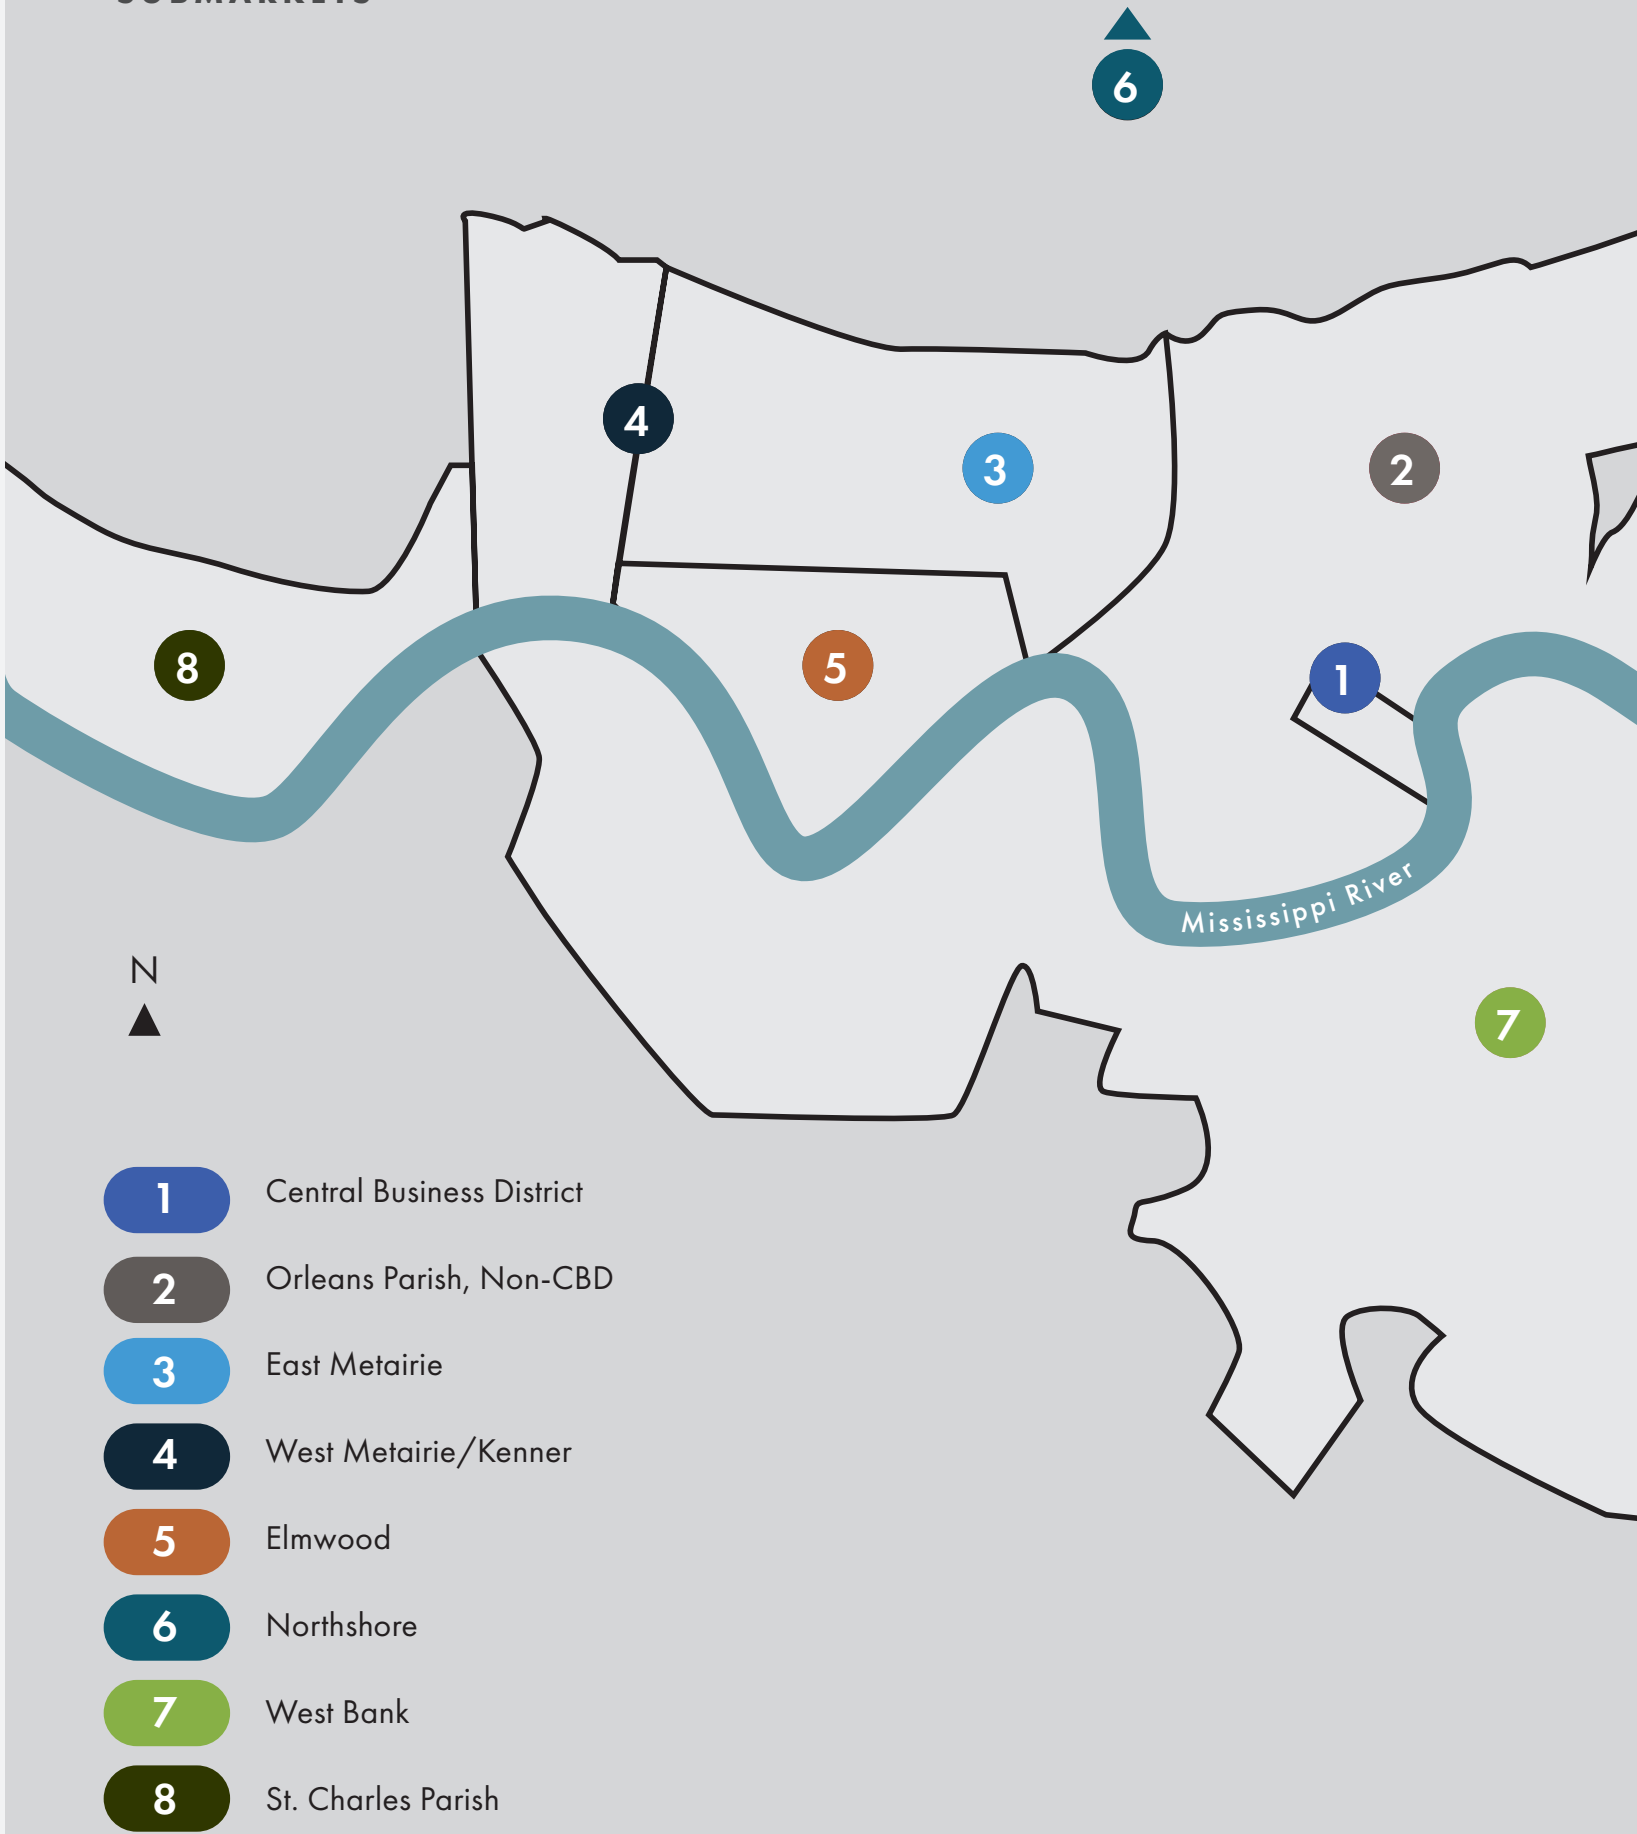 SUBMARKETS
6
4
3
2
8
5
1
Mississippi River
N
7
1 Central Business District
2 Orleans Parish, Non-CBD
3 East Metairie
4 West Metairie/Kenner
5 Elmwood
6 Northshore
7 West Bank
8 St. Charles Parish